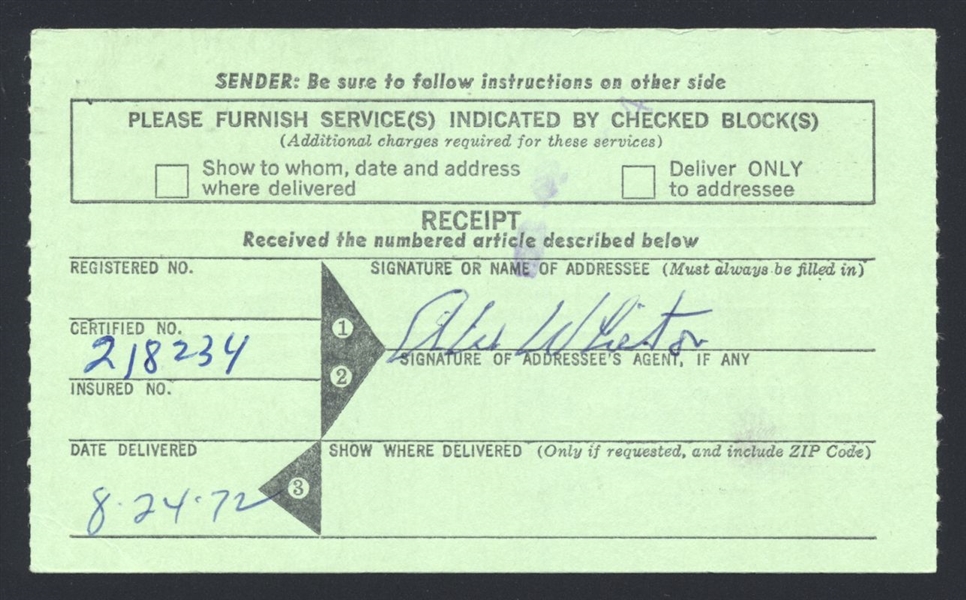 SENDER: Be sure to follow instructions on other side
PLEASE FURNISH SERVICE(S) INDICATED BY CHECKED BLOCK(S)
(Additional charges required for these services)
Show to whom, date and address where delivered
Deliver ONLY to addressee
RECEIPT
Received the numbered article described below
REGISTERED NO.
SIGNATURE OR NAME OF ADDRESSEE (Must always be filled in)
1
CERTIFIED NO.
218234
SIGNATURE OF ADDRESSEE'S AGENT, IF ANY
2
INSURED NO.
DATE DELIVERED
SHOW WHERE DELIVERED (Only if requested, and include ZIP Code)
3
8-24-72